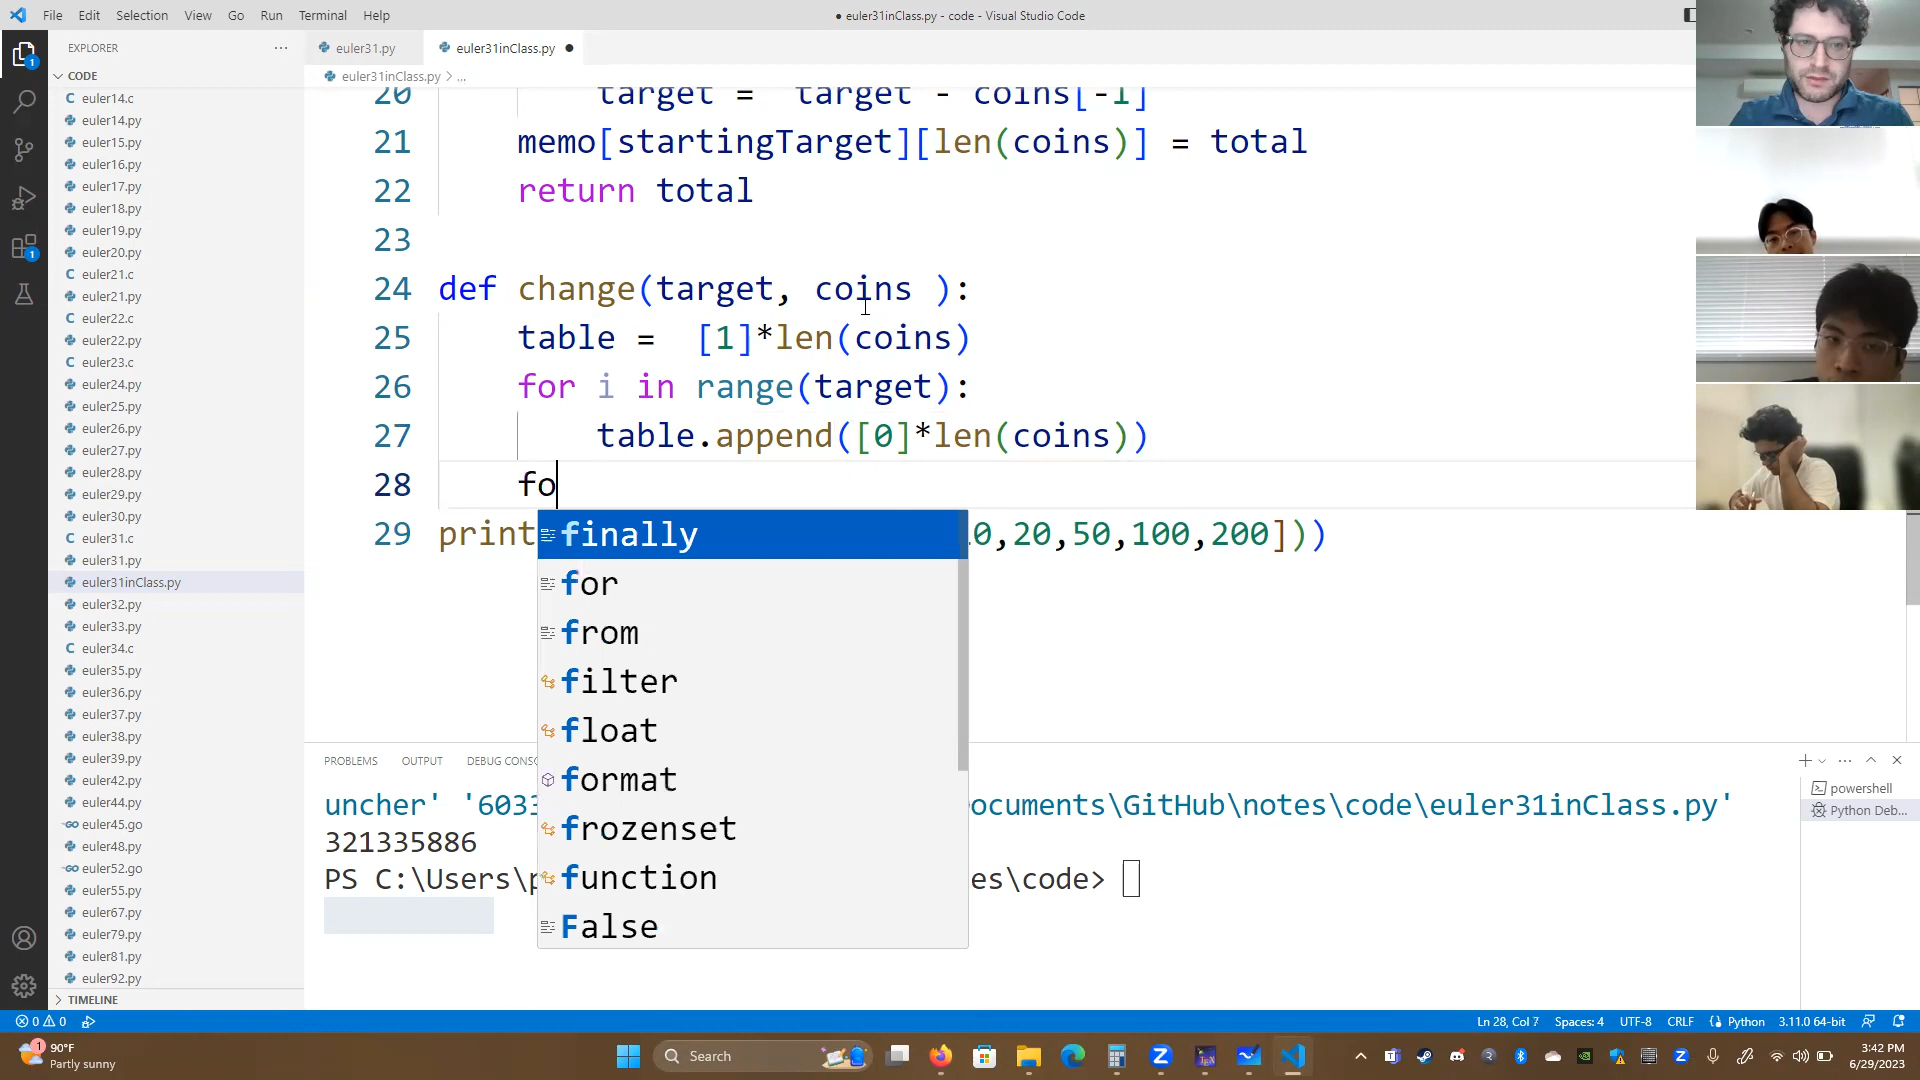 File Edit Selection View Go Run Terminal Help
● euler31inClass.py - code - Visual Studio Code
EXPLORER
euler31.py
euler31inClass.py
euler31inClass.py > ...
CODE
C euler14.c
euler14.py
euler15.py
euler16.py
euler17.py
euler18.py
euler19.py
euler20.py
C euler21.c
euler21.py
C euler22.c
euler22.py
C euler23.c
euler24.py
euler25.py
euler26.py
euler27.py
euler28.py
euler29.py
euler30.py
C euler31.c
euler31.py
euler31inClass.py
euler32.py
euler33.py
C euler34.c
euler35.py
euler36.py
euler37.py
euler38.py
euler39.py
euler42.py
euler44.py
euler45.go
euler48.py
euler52.go
euler55.py
euler67.py
euler79.py
euler81.py
euler92.py
TIMELINE
20 target = target - coins[-1]
21 memo[startingTarget][len(coins)] = total
22 return total
23
24 def change(target, coins ):
25 table = [1]*len(coins)
26 for i in range(target):
27 table.append([0]*len(coins))
28 fo
29 print 0,20,50,100,200]))
finally
for
from
filter
float
format
frozenset
function
False
PROBLEMS OUTPUT DEBUG CONSO
uncher' '6033 ocuments\GitHub\notes\code\euler31inClass.py'
321335886
PS C:\Users\p es\code>
powershell
Python Deb...
0 0
Ln 28, Col 7 Spaces: 4 UTF-8 CRLF Python 3.11.0 64-bit
90°F
Partly sunny
Search
3:42 PM
6/29/2023